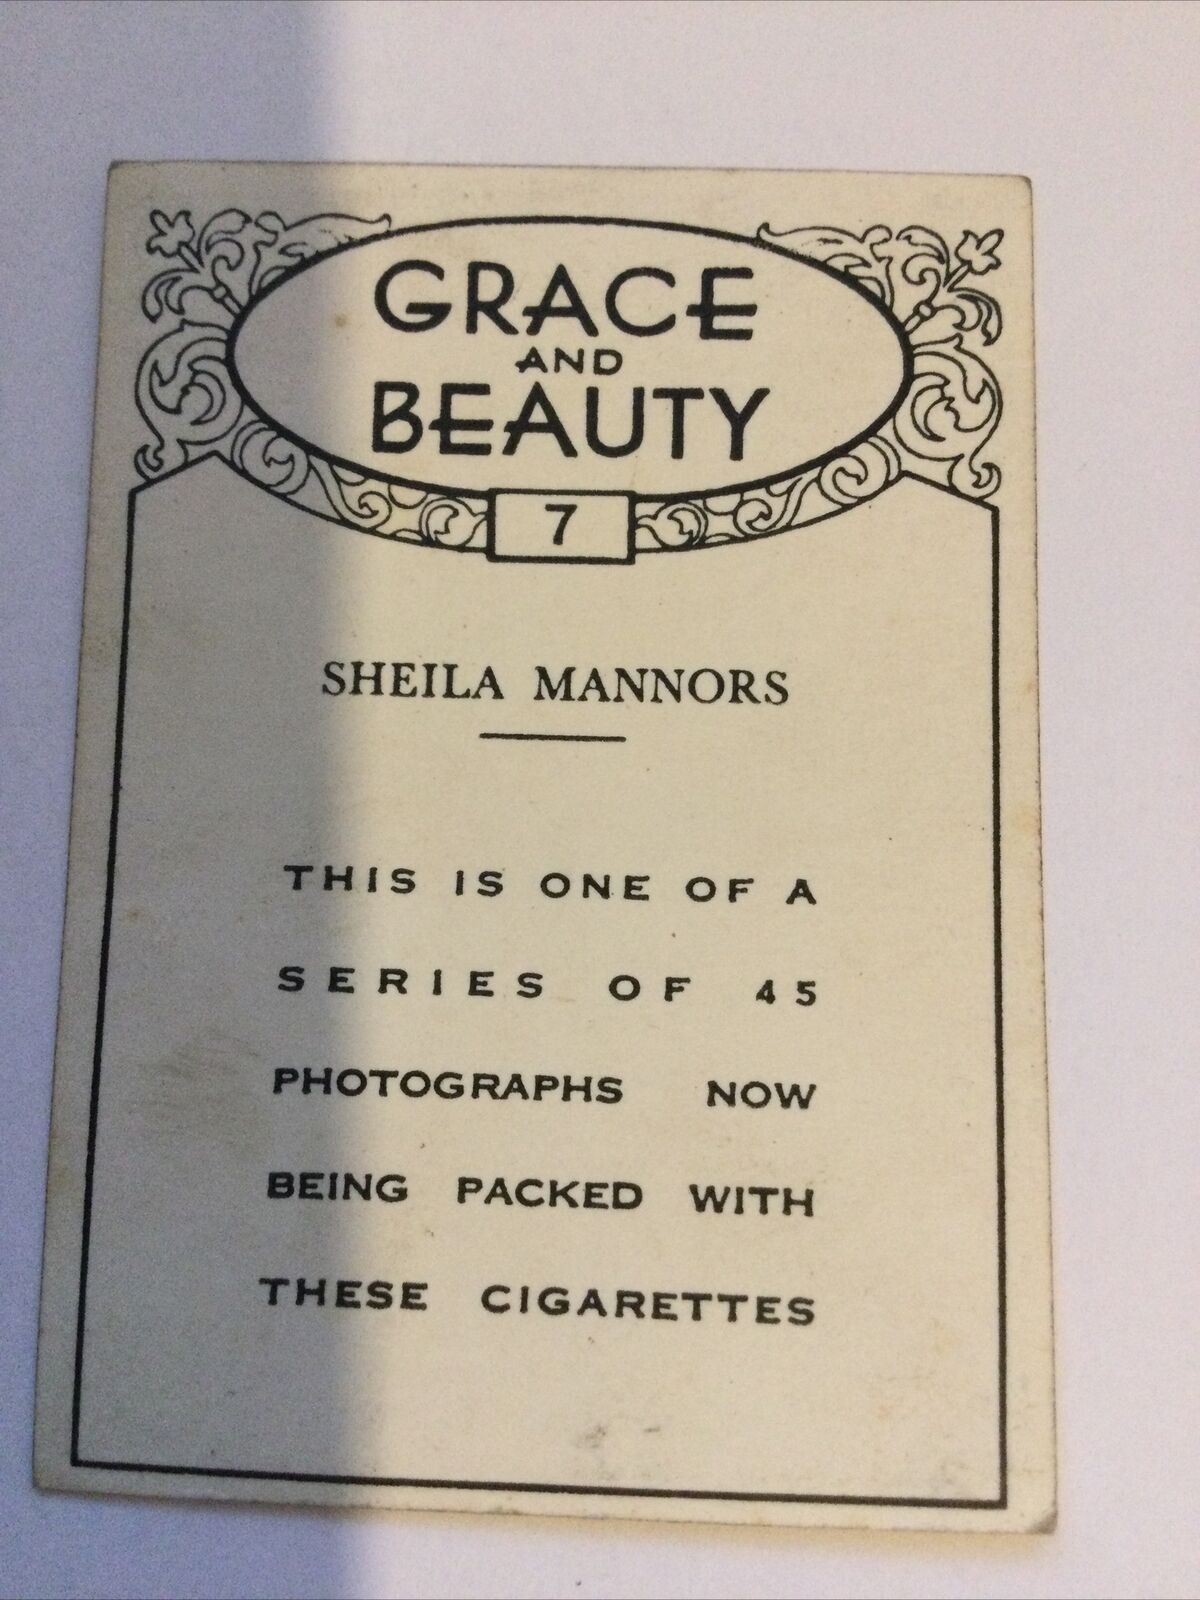 GRACE
AND
BEAUTY
7
SHEILA MANNORS
THIS IS ONE OF A
SERIES OF 45
PHOTOGRAPHS NOW
BEING PACKED WITH
THESE CIGARETTES